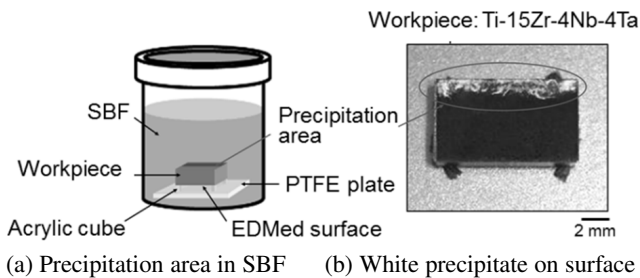 Workpiece: Ti-15Zr-4Nb-4Ta
SBF
Precipitation
area
Workpiece
PTFE plate
Acrylic cube
EDMed surface
2 mm
(a) Precipitation area in SBF
(b) White precipitate on surface